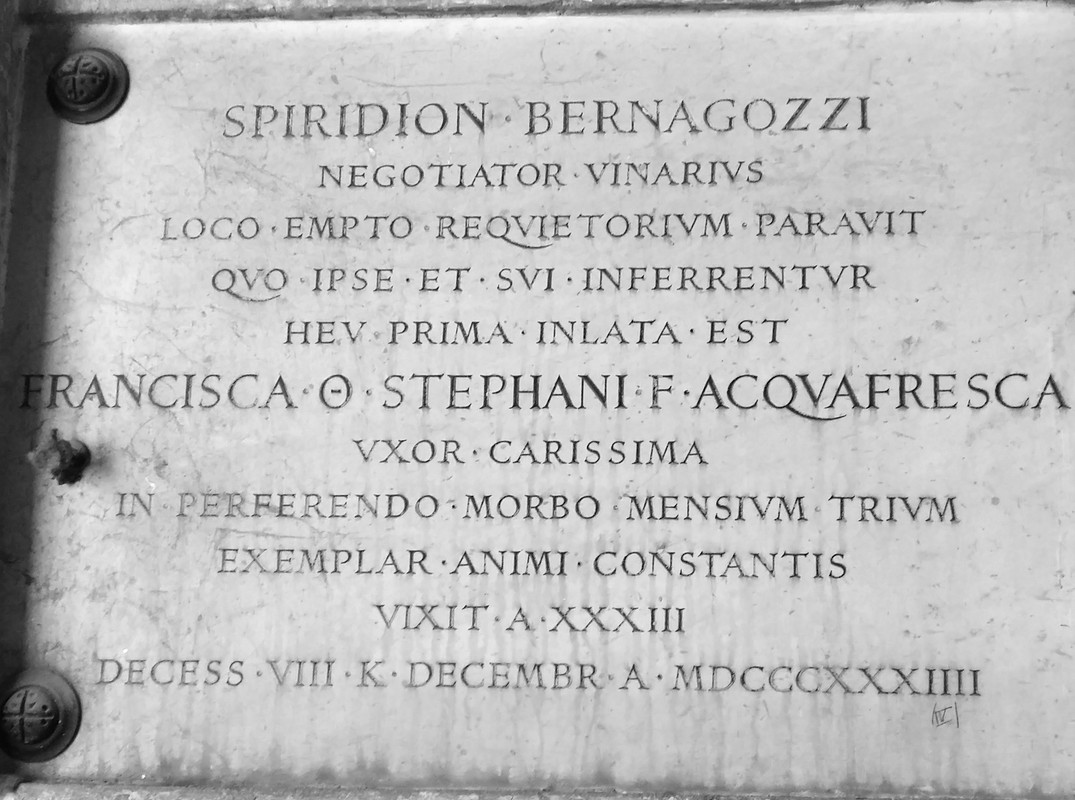 SPIRIDION · BERNAGOZZI
NEGOTIATOR · VINARIVS
LOCO · EMPTO · REQVIETORIVM · PARAVIT
QVO · IPSE · ET · SVI · INFERRENTVR
HEV · PRIMA · INLATA · EST
FRANCISCA · Θ · STEPHANI · F · ACQVAFRESCA
VXOR · CARISSIMA
IN · PERFERENDO · MORBO · MENSIVM · TRIVM
EXEMPLAR · ANIMI · CONSTANTIS
VIXIT · A · XXXIII
DECESS · VIII · K · DECEMBR · A · MDCCCXXXIIII